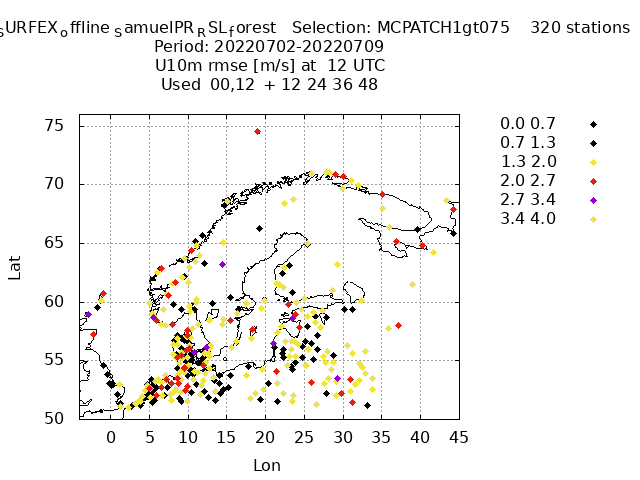 SURFEXoffline SamuelPRRSLforest Selection: MCPATCH1gt075 320 stations
Period: 20220702-20220709
U10m rmse [m/s] at 12 UTC
Used 00,12 + 12 24 36 48
75
70
65
60
55
50
0 5 10 15 20 25 30 35 40 45
Lat
Lon
0.0 0.7
0.7 1.3
1.3 2.0
2.0 2.7
2.7 3.4
3.4 4.0